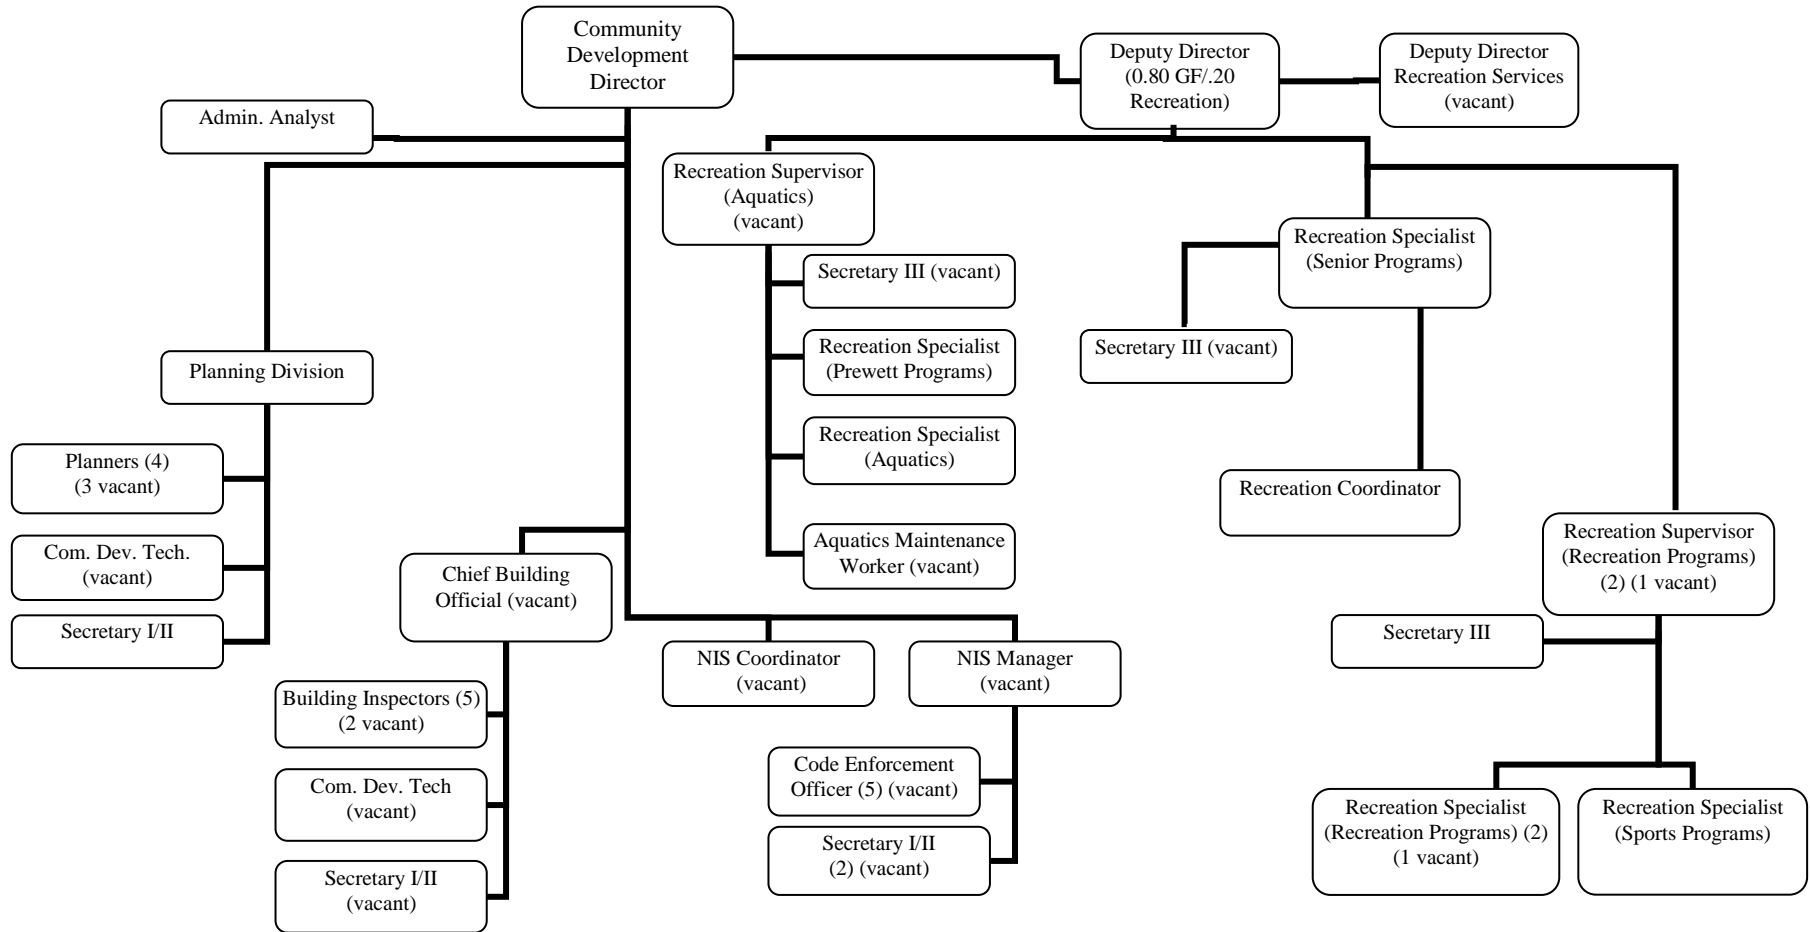 Community
Development
Director
Deputy Director
(0.80 GF/.20
Recreation)
Deputy Director
Recreation Services
(vacant)
Admin. Analyst
Recreation Supervisor
(Aquatics)
(vacant)
Recreation Specialist
(Senior Programs)
Secretary III (vacant)
Secretary III (vacant)
Recreation Specialist
(Prewett Programs)
Planning Division
Recreation Specialist
(Aquatics)
Planners (4)
(3 vacant)
Recreation Coordinator
Com. Dev. Tech.
(vacant)
Aquatics Maintenance
Worker (vacant)
Recreation Supervisor
(Recreation Programs)
(2) (1 vacant)
Chief Building
Official (vacant)
Secretary I/II
Secretary III
NIS Coordinator
(vacant)
NIS Manager
(vacant)
Building Inspectors (5)
(2 vacant)
Code Enforcement
Officer (5) (vacant)
Com. Dev. Tech
(vacant)
Recreation Specialist
(Recreation Programs) (2)
(1 vacant)
Recreation Specialist
(Sports Programs)
Secretary I/II
(2) (vacant)
Secretary I/II
(vacant)